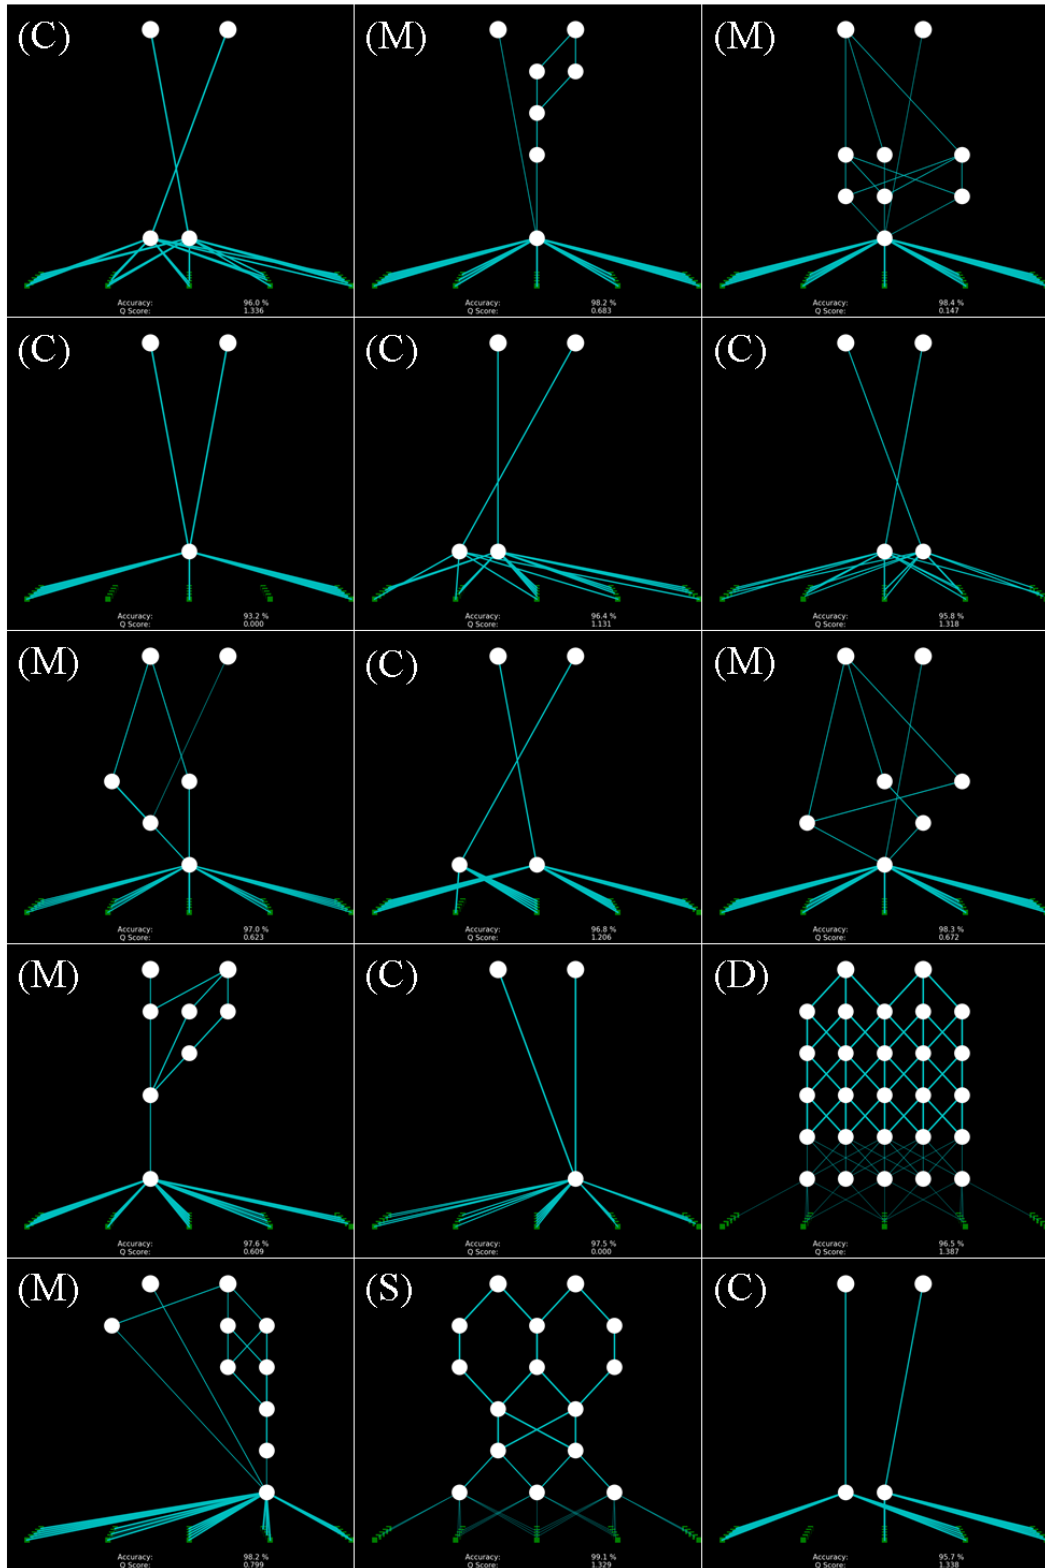 (C)
Accuracy: 96.0 %
Q Score: 1.336
(M)
Accuracy: 98.2 %
Q Score: 0.683
(M)
Accuracy: 98.4 %
Q Score: 0.147
(C)
Accuracy: 93.2 %
Q Score: 0.000
(C)
Accuracy: 96.4 %
Q Score: 1.131
(C)
Accuracy: 95.8 %
Q Score: 1.318
(M)
Accuracy: 97.0 %
Q Score: 0.623
(C)
Accuracy: 96.8 %
Q Score: 1.206
(M)
Accuracy: 98.3 %
Q Score: 0.672
(M)
Accuracy: 97.6 %
Q Score: 0.609
(C)
Accuracy: 97.5 %
Q Score: 0.000
(D)
Accuracy: 96.5 %
Q Score: 1.387
(M)
Accuracy: 98.2 %
Q Score: 0.799
(S)
Accuracy: 99.1 %
Q Score: 1.329
(C)
Accuracy: 95.7 %
Q Score: 1.338